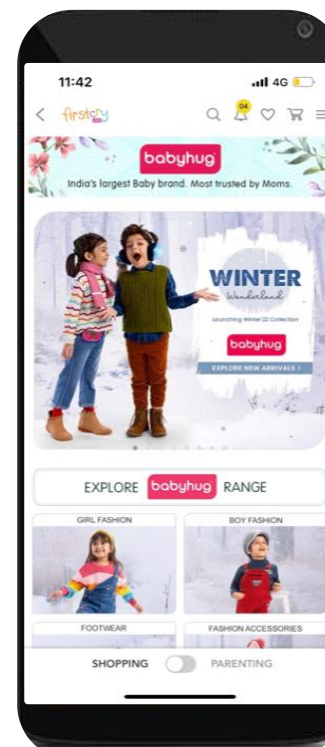 11:42
4G
firstcry
04
babyhug
India's largest Baby brand. Most trusted by Moms.
WINTER
Wonderland
Launching Winter'22 Collection
babyhug
EXPLORE NEW ARRIVALS >
EXPLORE babyhug RANGE
GIRL FASHION
BOY FASHION
FOOTWEAR
FASHION ACCESSORIES
SHOPPING
PARENTING